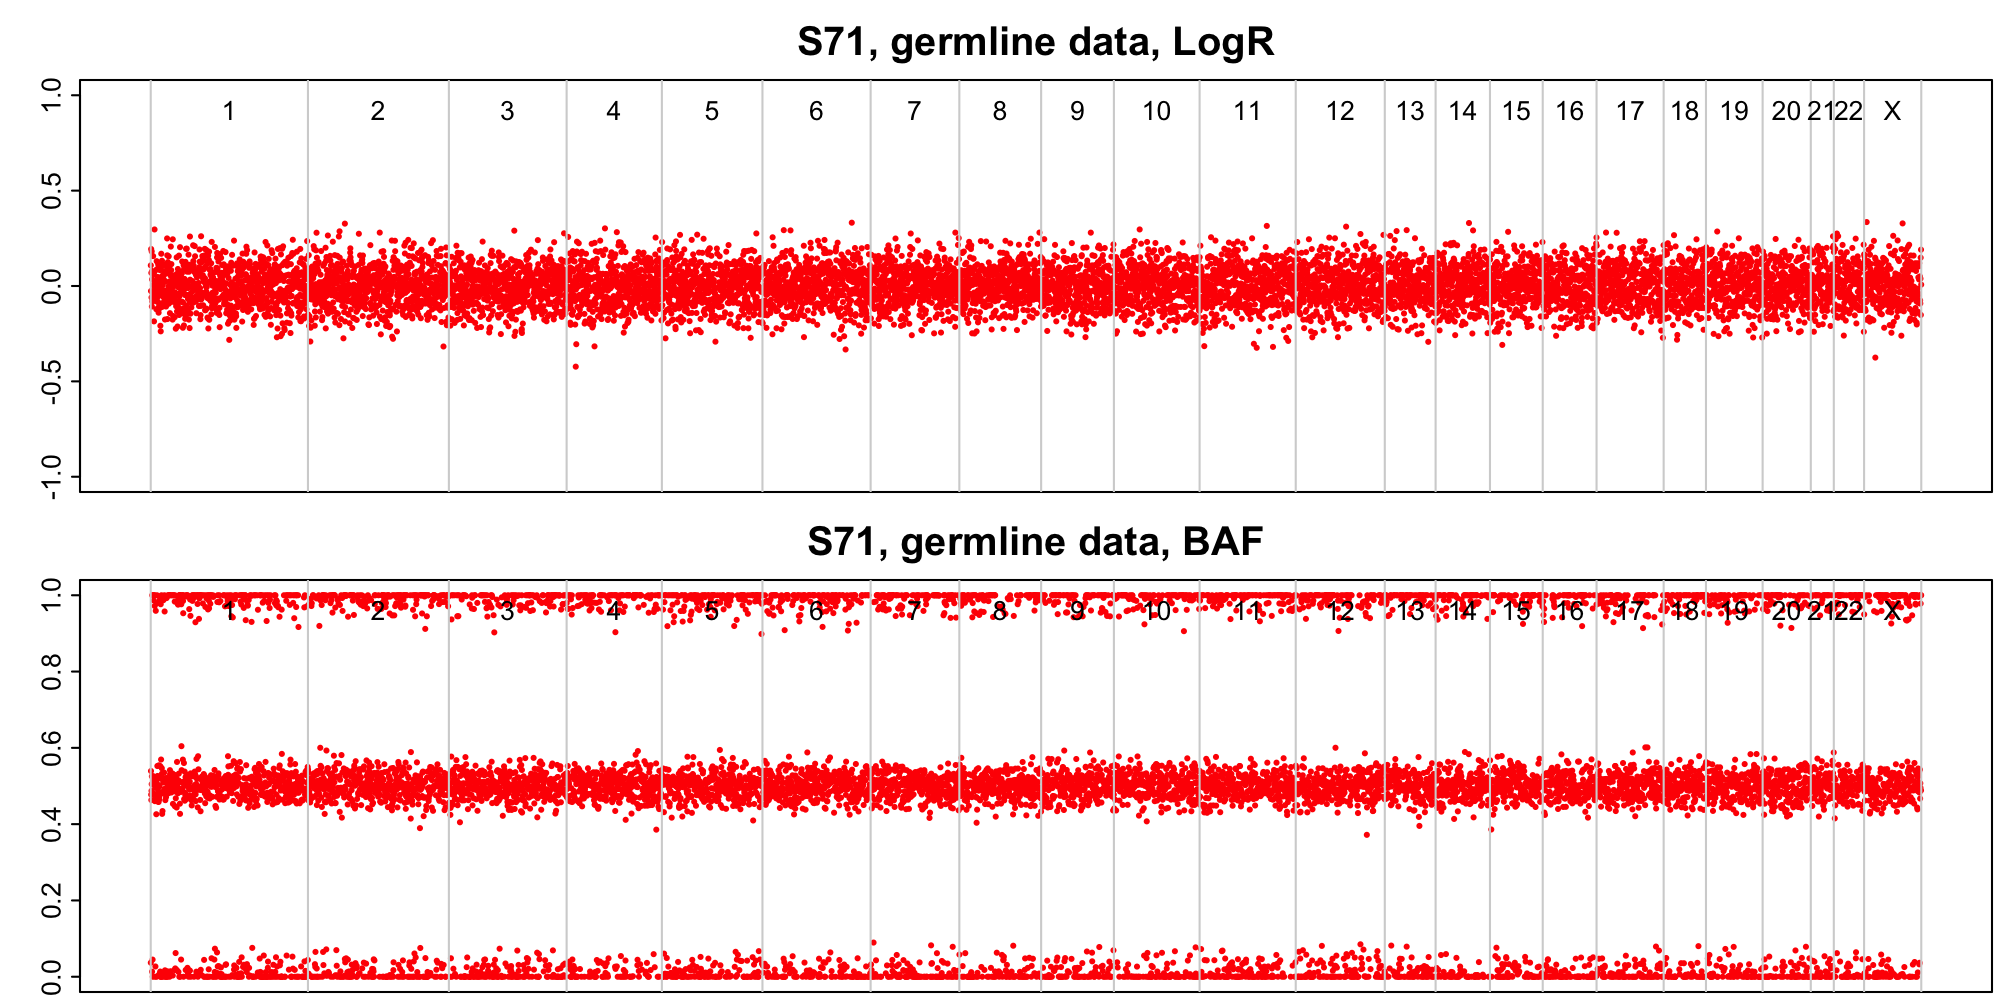 S71, germline data, LogR
1.0
0.5
0.0
-0.5
-1.0
1 2 3 4 5 6 7 8 9 10 11 12 13 14 15 16 17 18 19 20 21 22 X
S71, germline data, BAF
1.0
0.8
0.6
0.4
0.2
0.0
1 2 3 4 5 6 7 8 9 10 11 12 13 14 15 16 17 18 19 20 21 22 X